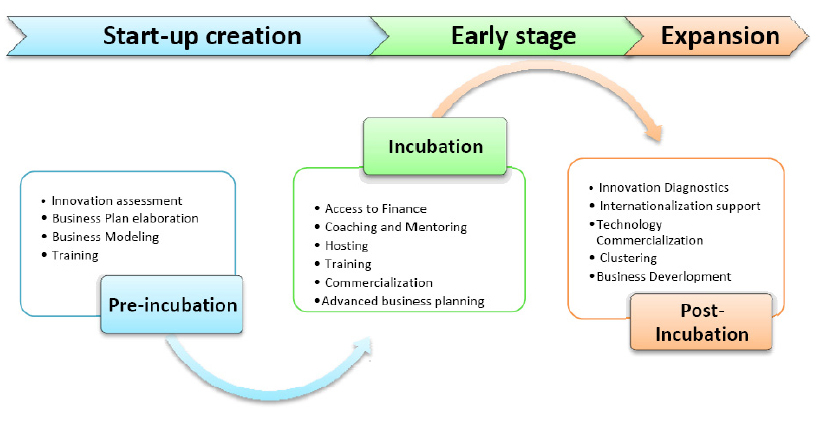 Start-up creation
Early stage
Expansion
• Innovation assessment
• Business Plan elaboration
• Business Modeling
• Training
Pre-incubation
Incubation
• Access to Finance
• Coaching and Mentoring
• Hosting
• Training
• Commercialization
• Advanced business planning
• Innovation Diagnostics
• Internationalization support
• Technology
Commercialization
• Clustering
• Business Deverlopment
Post-
Incubation